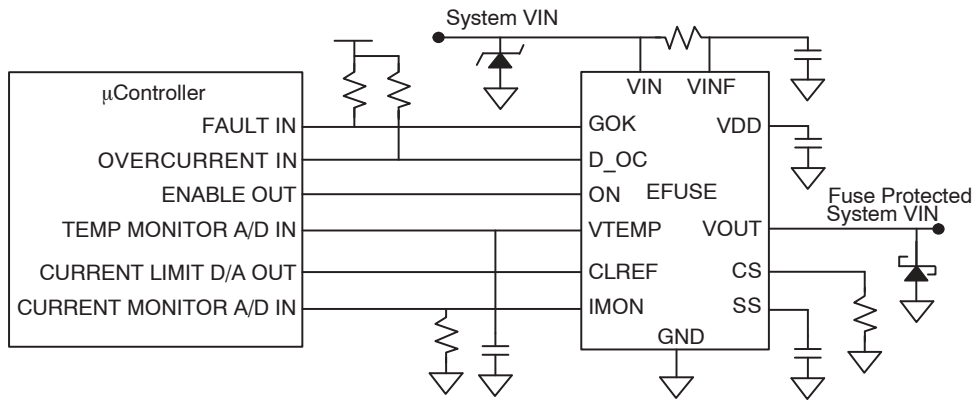 System VIN
μController
FAULT IN
OVERCURRENT IN
ENABLE OUT
TEMP MONITOR A/D IN
CURRENT LIMIT D/A OUT
CURRENT MONITOR A/D IN
VIN
VINF
GOK
D_OC
ON
VTEMP
CLREF
IMON
EFUSE
VDD
VOUT
CS
SS
GND
Fuse Protected
System VIN